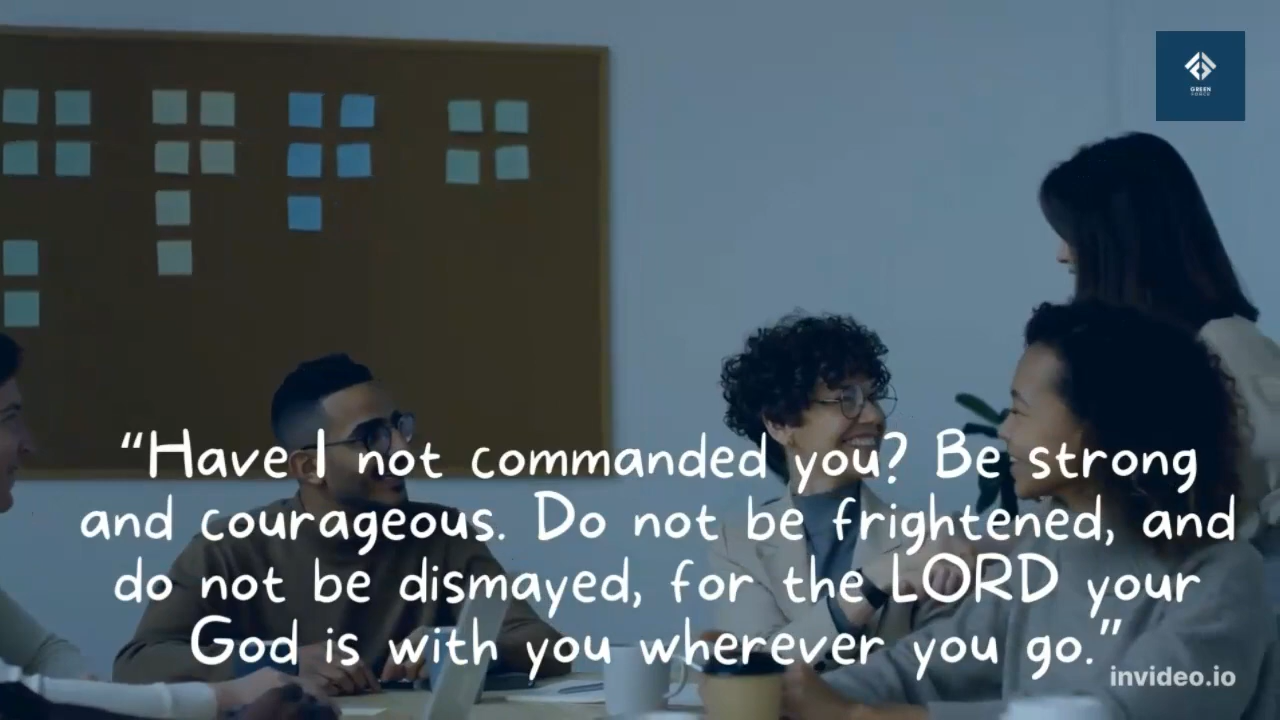 GREEN
“Have I not commanded you? Be strong
and courageous. Do not be frightened, and
do not be dismayed, for the LORD your
God is with you wherever you go.”
invideo.io